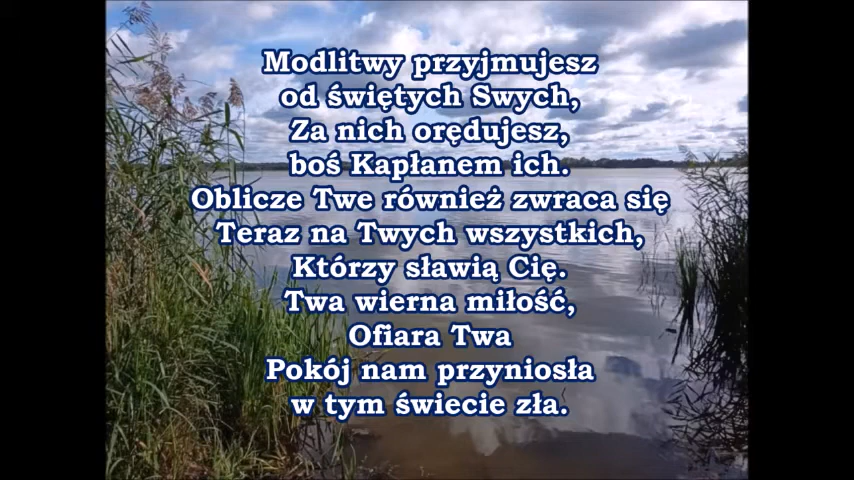 Modlitwy przyjmujesz
od świętych Swych,
Za nich orędujesz,
boś Kapłanem ich.
Oblicze Twe również zwraca się
Teraz na Twych wszystkich,
Którzy sławią Cię.
Twa wierna miłość,
Ofiara Twa
Pokój nam przyniosła
w tym świecie zła.